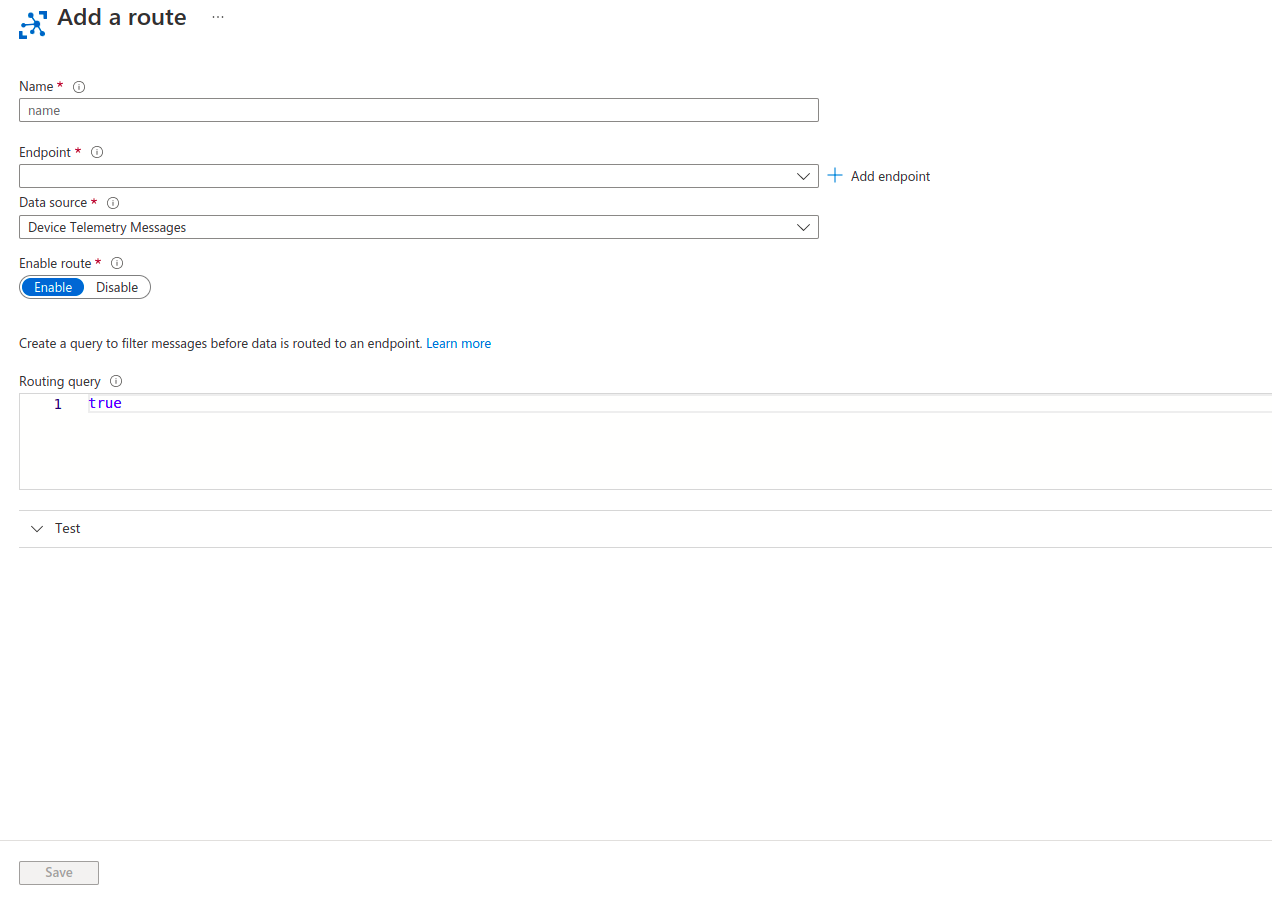 Add a route ...
Name *
name
Endpoint *
Add endpoint
Data source *
Device Telemetry Messages
Enable route *
Enable Disable
Create a query to filter messages before data is routed to an endpoint. Learn more
Routing query
1 true
Test
Save